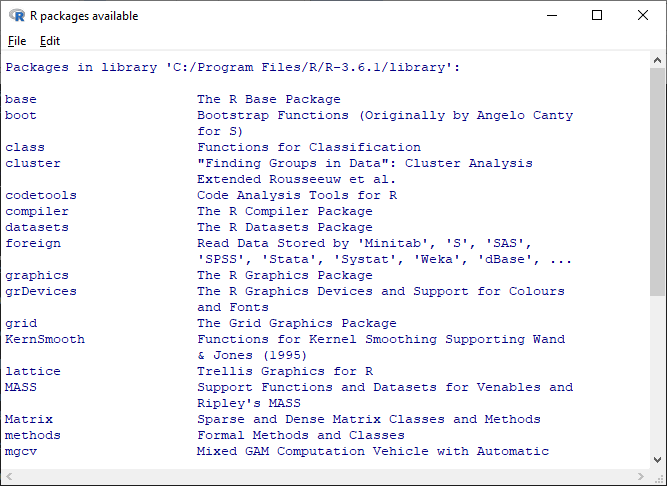 R packages available
File Edit
Packages in library 'C:/Program Files/R/R-3.6.1/library':
base The R Base Package
boot Bootstrap Functions (Originally by Angelo Canty
for S)
class Functions for Classification
cluster "Finding Groups in Data": Cluster Analysis
Extended Rousseeuw et al.
codetools Code Analysis Tools for R
compiler The R Compiler Package
datasets The R Datasets Package
foreign Read Data Stored by 'Minitab', 'S', 'SAS',
'SPSS', 'Stata', 'Systat', 'Weka', 'dBase', ...
graphics The R Graphics Package
grDevices The R Graphics Devices and Support for Colours
and Fonts
grid The Grid Graphics Package
KernSmooth Functions for Kernel Smoothing Supporting Wand
& Jones (1995)
lattice Trellis Graphics for R
MASS Support Functions and Datasets for Venables and
Ripley's MASS
Matrix Sparse and Dense Matrix Classes and Methods
methods Formal Methods and Classes
mgcv Mixed GAM Computation Vehicle with Automatic